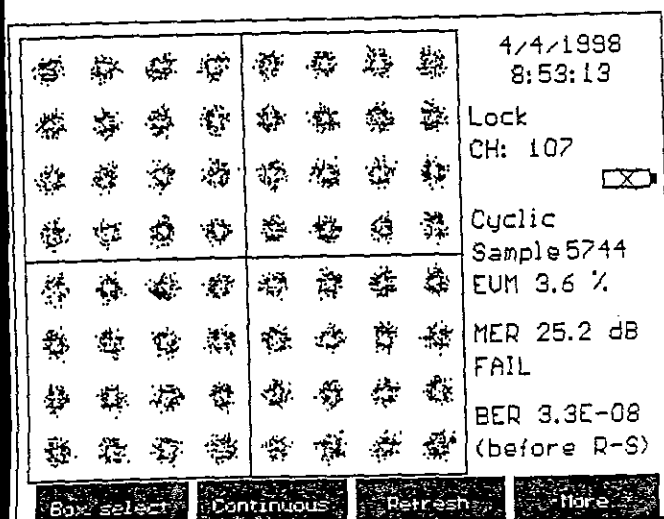 4/4/1998
8:53:13
Lock
CH: 107
Cyclic
Sample 5744
EVM 3.6 %
MER 25.2 dB
FAIL
BER 3.3E-08
(before R-S)
Box select Continuous Refresh More